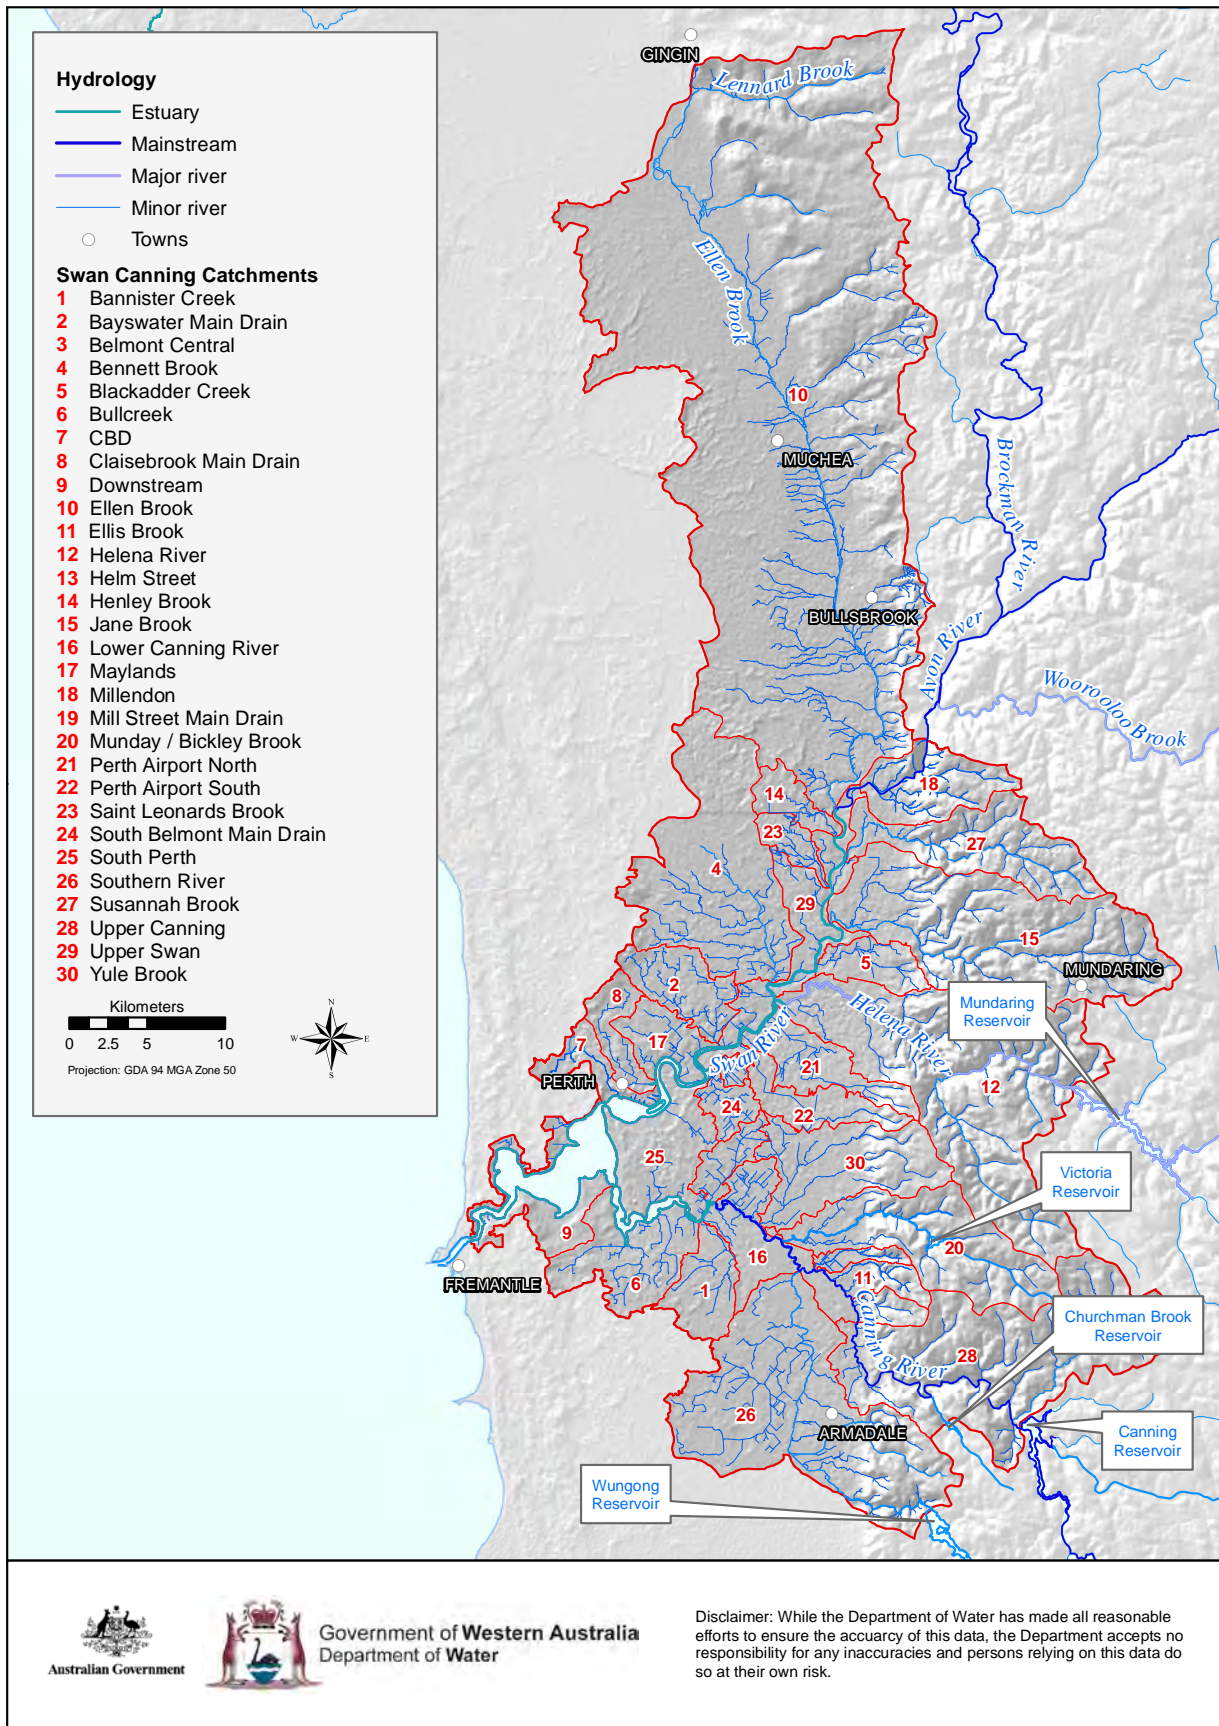 Hydrology
Estuary
Mainstream
Major river
Minor river
Towns
Swan Canning Catchments
1 Bannister Creek
2 Bayswater Main Drain
3 Belmont Central
4 Bennett Brook
5 Blackadder Creek
6 Bullcreek
7 CBD
8 Claisebrook Main Drain
9 Downstream
10 Ellen Brook
11 Ellis Brook
12 Helena River
13 Helm Street
14 Henley Brook
15 Jane Brook
16 Lower Canning River
17 Maylands
18 Millendon
19 Mill Street Main Drain
20 Munday / Bickley Brook
21 Perth Airport North
22 Perth Airport South
23 Saint Leonards Brook
24 South Belmont Main Drain
25 South Perth
26 Southern River
27 Susannah Brook
28 Upper Canning
29 Upper Swan
30 Yule Brook
Kilometers
0 2.5 5 10
N
W E
S
Projection: GDA 94 MGA Zone 50
GINGIN
Lennard Brook
Ellen Brook
10
MUCHEA
Brockman River
BULLSBROOK
Avon River
Woorooloo Brook
18
14
23
27
4
29
15
5
MUNDARING
2
8
Mundaring
Reservoir
Helena River
17
7
Swan River
PERTH
21
12
24
22
25
30
Victoria
Reservoir
9
20
16
FREMANTLE
6
1
11
Canning River
Churchman Brook
Reservoir
28
26
ARMADALE
Canning
Reservoir
Wungong
Reservoir
Australian Government
Government of Western Australia
Department of Water
Disclaimer: While the Department of Water has made all reasonable
efforts to ensure the accuarcy of this data, the Department accepts no
responsibility for any inaccuracies and persons relying on this data do
so at their own risk.